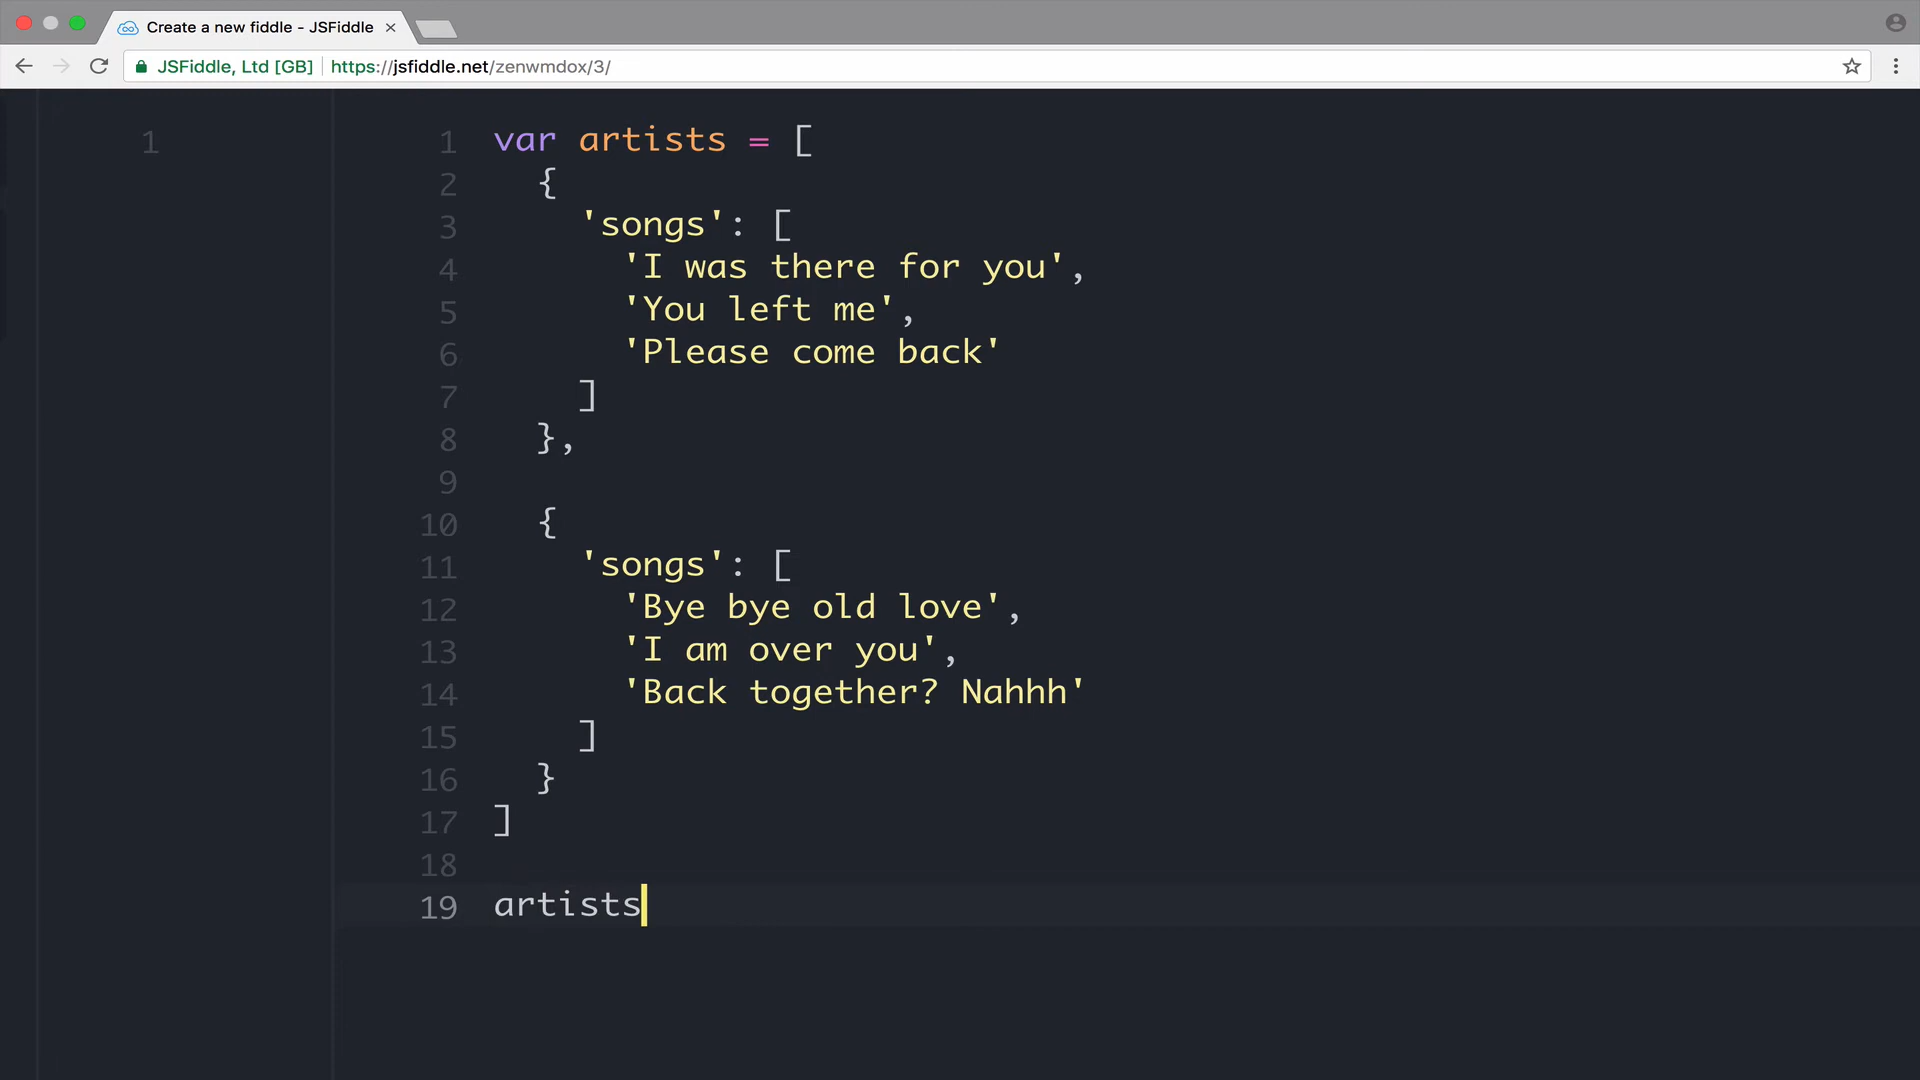 Create a new fiddle - JSFiddle
JSFiddle, Ltd [GB] https://jsfiddle.net/zenwmdox/3/
1
1 var artists = [
2 {
3 'songs': [
4 'I was there for you',
5 'You left me',
6 'Please come back'
7 ]
8 },
9
10 {
11 'songs': [
12 'Bye bye old love',
13 'I am over you',
14 'Back together? Nahhh'
15 ]
16 }
17 ]
18
19 artists